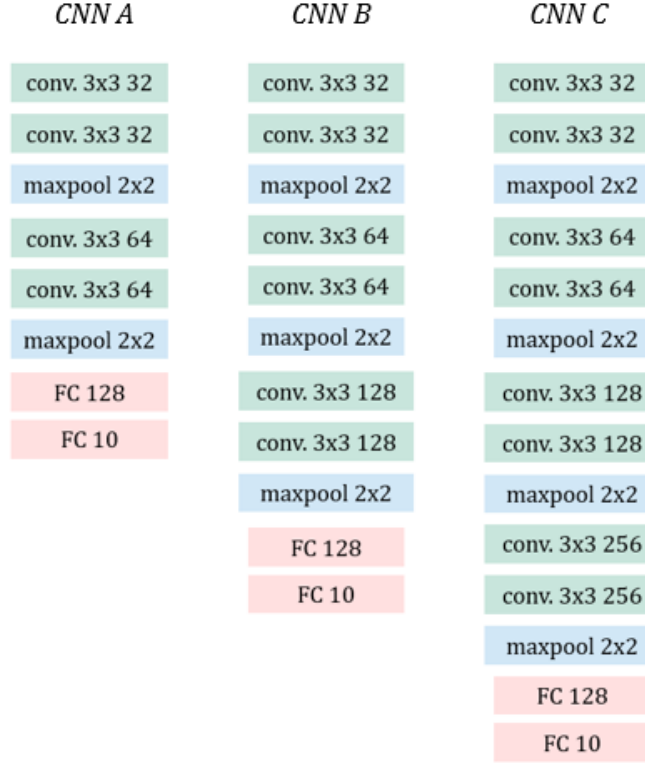 CNN A
conv. 3x3 32
conv. 3x3 32
maxpool 2x2
conv. 3x3 64
conv. 3x3 64
maxpool 2x2
FC 128
FC 10
CNN B
conv. 3x3 32
conv. 3x3 32
maxpool 2x2
conv. 3x3 64
conv. 3x3 64
maxpool 2x2
conv. 3x3 128
conv. 3x3 128
maxpool 2x2
FC 128
FC 10
CNN C
conv. 3x3 32
conv. 3x3 32
maxpool 2x2
conv. 3x3 64
conv. 3x3 64
maxpool 2x2
conv. 3x3 128
conv. 3x3 128
maxpool 2x2
conv. 3x3 256
conv. 3x3 256
maxpool 2x2
FC 128
FC 10